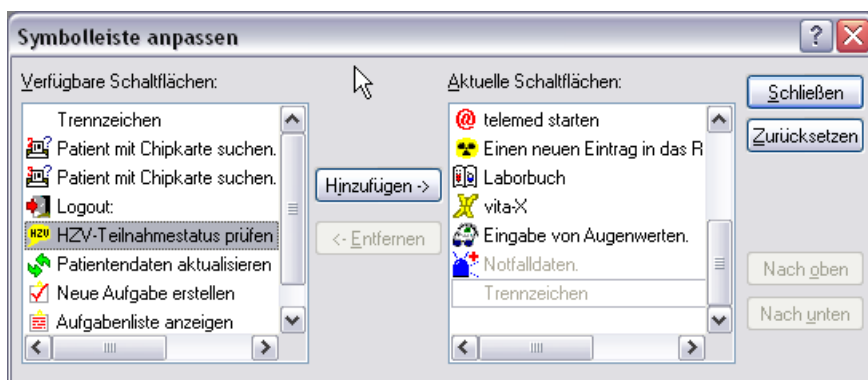 Symbolleiste anpassen
Verfügbare Schaltflächen:
Trennzeichen
Patient mit Chipkarte suchen.
Patient mit Chipkarte suchen.
Logout:
HZV HZV-Teilnahmestatus prüfen
Patientendaten aktualisieren
Neue Aufgabe erstellen
Aufgabenliste anzeigen
Hinzufügen ->
<- Entfernen
Aktuelle Schaltflächen:
@ telemed starten
Einen neuen Eintrag in das R
Laborbuch
vita-X
Eingabe von Augenwerten.
Notfalldaten.
Trennzeichen
Schließen
Zurücksetzen
Nach oben
Nach unten